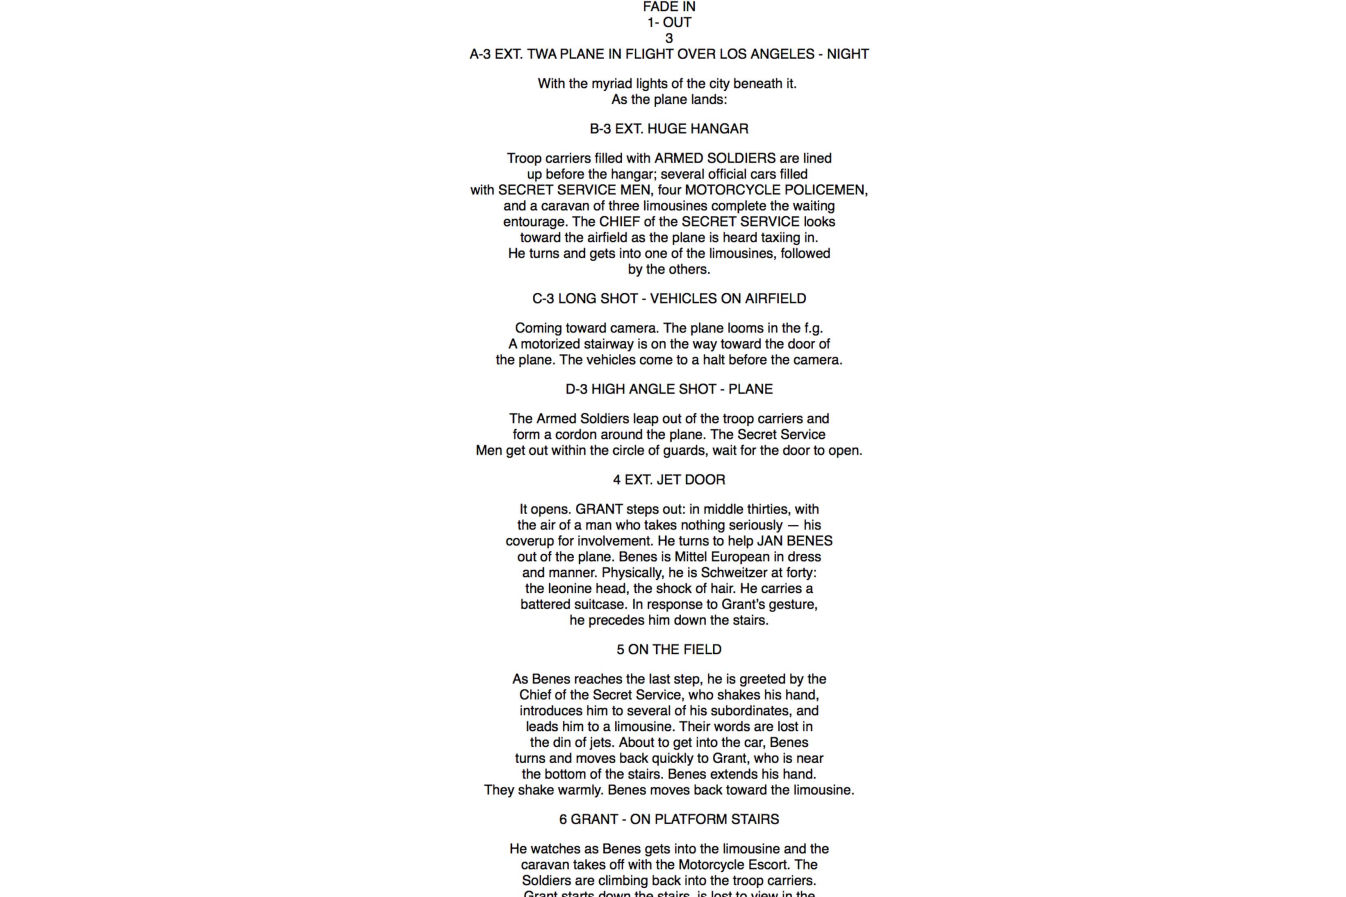 FADE IN
1- OUT
3
A-3 EXT. TWA PLANE IN FLIGHT OVER LOS ANGELES - NIGHT
With the myriad lights of the city beneath it.
As the plane lands:
B-3 EXT. HUGE HANGAR
Troop carriers filled with ARMED SOLDIERS are lined
up before the hangar; several official cars filled
with SECRET SERVICE MEN, four MOTORCYCLE POLICEMEN,
and a caravan of three limousines complete the waiting
entourage. The CHIEF of the SECRET SERVICE looks
toward the airfield as the plane is heard taxiing in.
He turns and gets into one of the limousines, followed
by the others.
C-3 LONG SHOT - VEHICLES ON AIRFIELD
Coming toward camera. The plane looms in the f.g.
A motorized stairway is on the way toward the door of
the plane. The vehicles come to a halt before the camera.
D-3 HIGH ANGLE SHOT - PLANE
The Armed Soldiers leap out of the troop carriers and
form a cordon around the plane. The Secret Service
Men get out within the circle of guards, wait for the door to open.
4 EXT. JET DOOR
It opens. GRANT steps out: in middle thirties, with
the air of a man who takes nothing seriously — his
coverup for involvement. He turns to help JAN BENES
out of the plane. Benes is Mittel European in dress
and manner. Physically, he is Schweitzer at forty:
the leonine head, the shock of hair. He carries a
battered suitcase. In response to Grant's gesture,
he precedes him down the stairs.
5 ON THE FIELD
As Benes reaches the last step, he is greeted by the
Chief of the Secret Service, who shakes his hand,
introduces him to several of his subordinates, and
leads him to a limousine. Their words are lost in
the din of jets. About to get into the car, Benes
turns and moves back quickly to Grant, who is near
the bottom of the stairs. Benes extends his hand.
They shake warmly. Benes moves back toward the limousine.
6 GRANT - ON PLATFORM STAIRS
He watches as Benes gets into the limousine and the
caravan takes off with the Motorcycle Escort. The
Soldiers are climbing back into the troop carriers.
Grant starts down the stairs, is lost to view in the